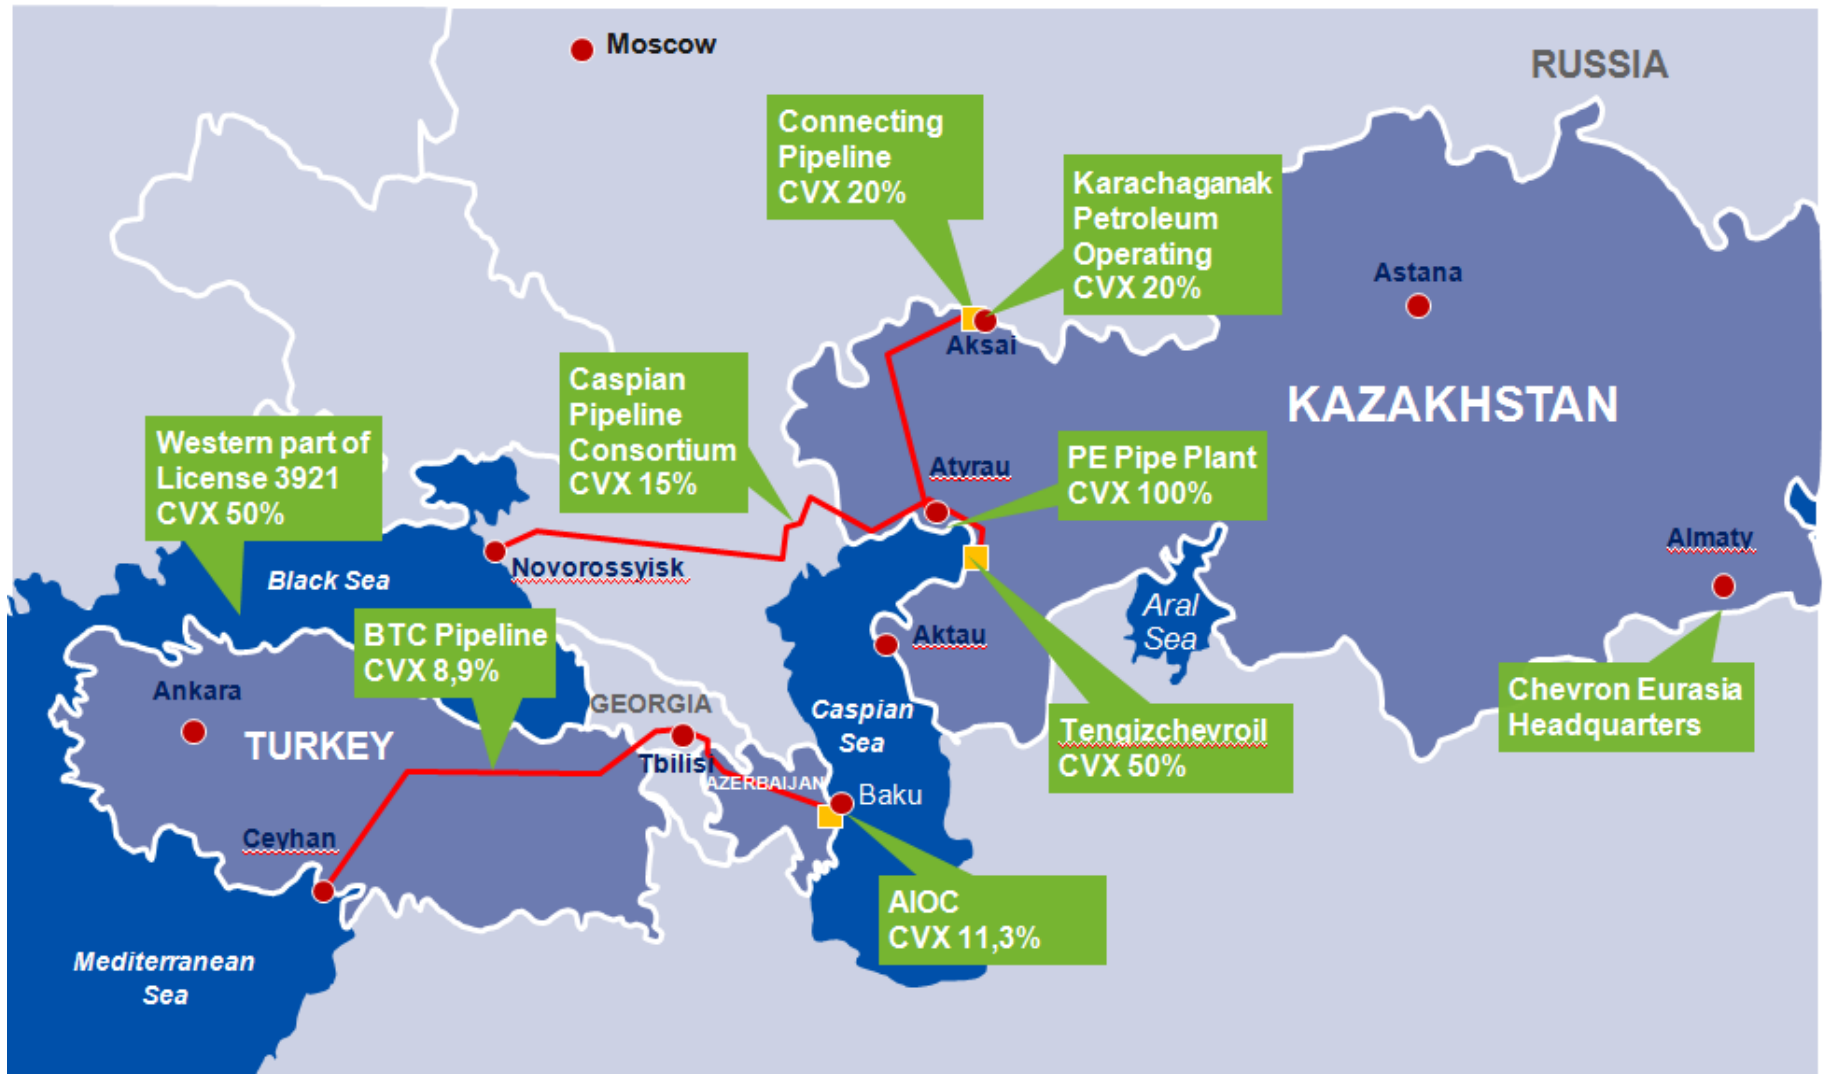 Moscow
RUSSIA
Connecting
Pipeline
CVX 20%
Karachaganak
Petroleum
Operating
CVX 20%
Astana
Aksai
Caspian
Pipeline
Consortium
CVX 15%
KAZAKHSTAN
Western part of
License 3921
CVX 50%
Atyrau
PE Pipe Plant
CVX 100%
Almaty
Novorossyisk
Black Sea
Aral
Sea
BTC Pipeline
CVX 8,9%
Aktau
Ankara
GEORGIA
Caspian
Sea
Chevron Eurasia
Headquarters
TURKEY
Tengizchevroil
CVX 50%
Tbilisi
AZERBAIJAN
Baku
Ceyhan
AIOC
CVX 11,3%
Mediterranean
Sea